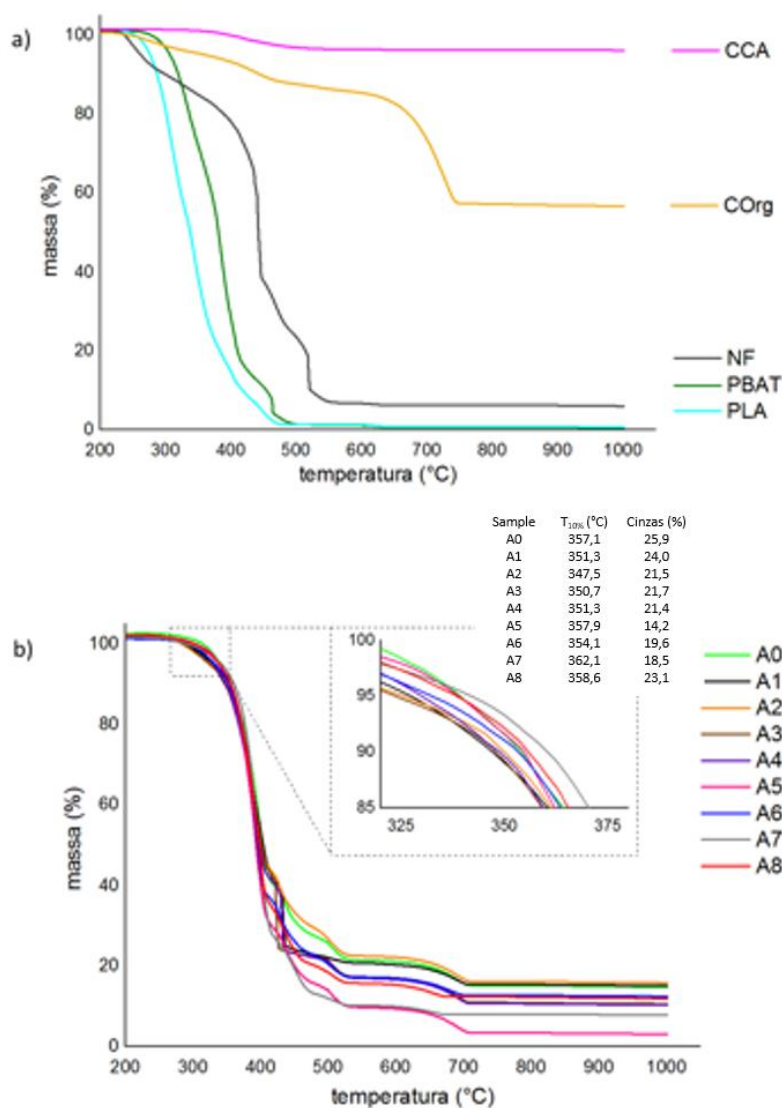 a)
massa (%)
100
80
60
40
20
0
200 300 400 500 600 700 800 900 1000
temperatura (°C)
CCA
COrg
NF
PBAT
PLA
b)
Sample T10% (°C) Cinzas (%)
A0 357,1 25,9
A1 351,3 24,0
A2 347,5 21,5
A3 350,7 21,7
A4 351,3 21,4
A5 357,9 14,2
A6 354,1 19,6
A7 362,1 18,5
A8 358,6 23,1
massa (%)
100
80
60
40
20
0
100
95
90
85
325 350 375
200 300 400 500 600 700 800 900 1000
temperatura (°C)
A0
A1
A2
A3
A4
A5
A6
A7
A8